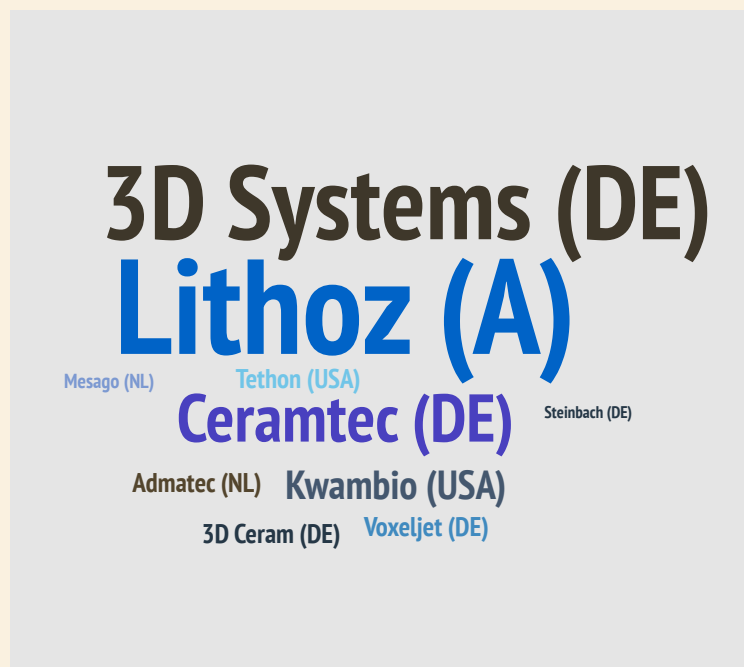 3D Systems (DE)
Lithoz (A)
Mesago (NL)
Tethon (USA)
Ceramtec (DE)
Steinbach (DE)
Admatec (NL)
Kwambio (USA)
3D Ceram (DE)
Voxeljet (DE)